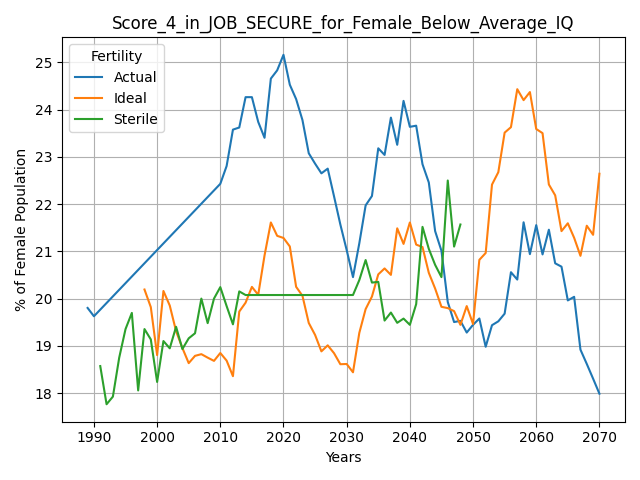 Score_4_in_JOB_SECURE_for_Female_Below_Average_IQ
Fertility
Actual
Ideal
Sterile
% of Female Population
25
24
23
22
21
20
19
18
1990 2000 2010 2020 2030 2040 2050 2060 2070
Years